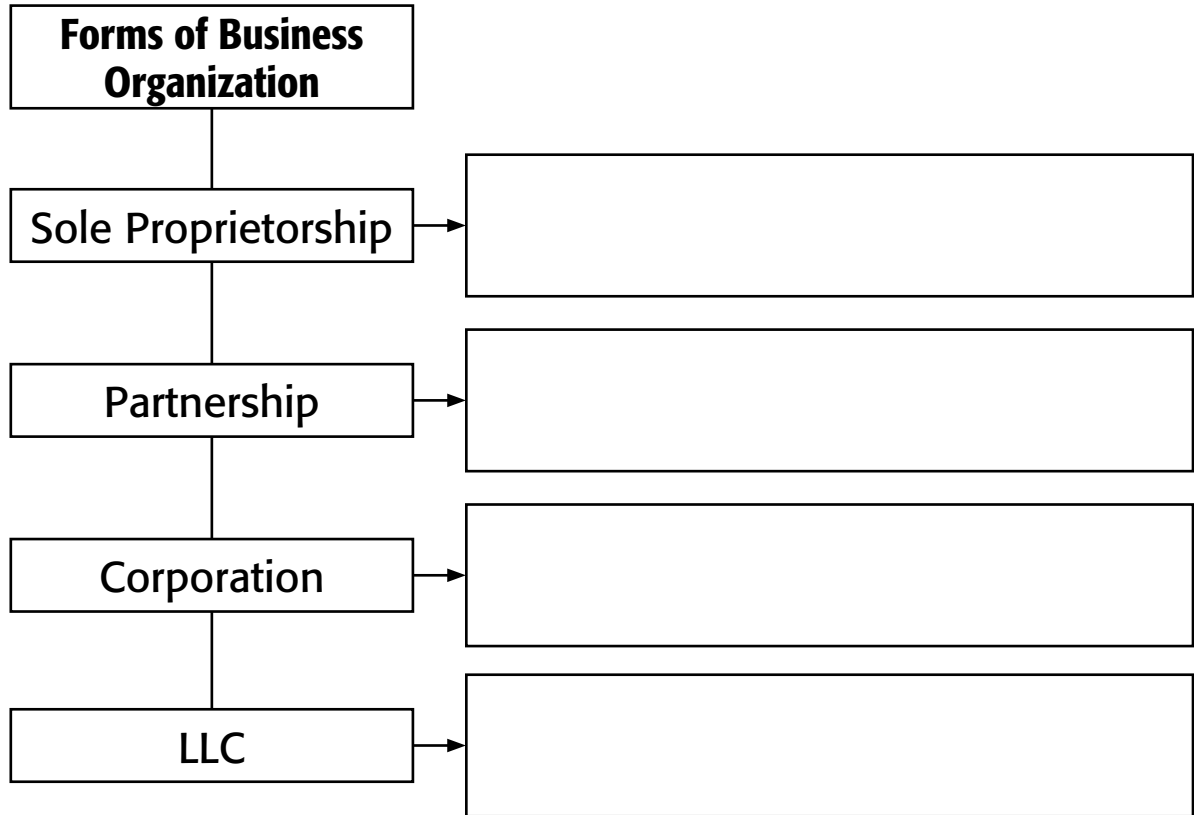 Forms of Business
Organization
Sole Proprietorship
Partnership
Corporation
LLC